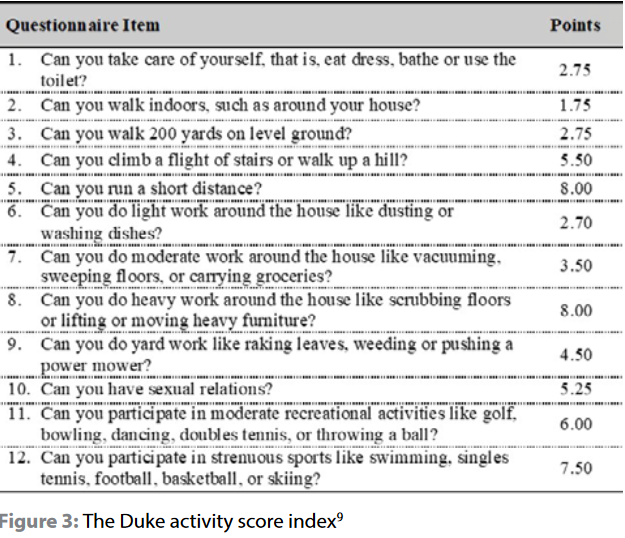 Questionnaire Item Points
1. Can you take care of yourself, that is, eat dress, bathe or use the
toilet? 2.75
2. Can you walk indoors, such as around your house? 1.75
3. Can you walk 200 yards on level ground? 2.75
4. Can you climb a flight of stairs or walk up a hill? 5.50
5. Can you run a short distance? 8.00
6. Can you do light work around the house like dusting or
washing dishes? 2.70
7. Can you do moderate work around the house like vacuuming,
sweeping floors, or carrying groceries? 3.50
8. Can you do heavy work around the house like scrubbing floors
or lifting or moving heavy furniture? 8.00
9. Can you do yard work like raking leaves, weeding or pushing a
power mower? 4.50
10. Can you have sexual relations? 5.25
11. Can you participate in moderate recreational activities like golf,
bowling, dancing, doubles tennis, or throwing a ball? 6.00
12. Can you participate in strenuous sports like swimming, singles
tennis, football, basketball, or skiing? 7.50
Figure 3: The Duke activity score index⁹